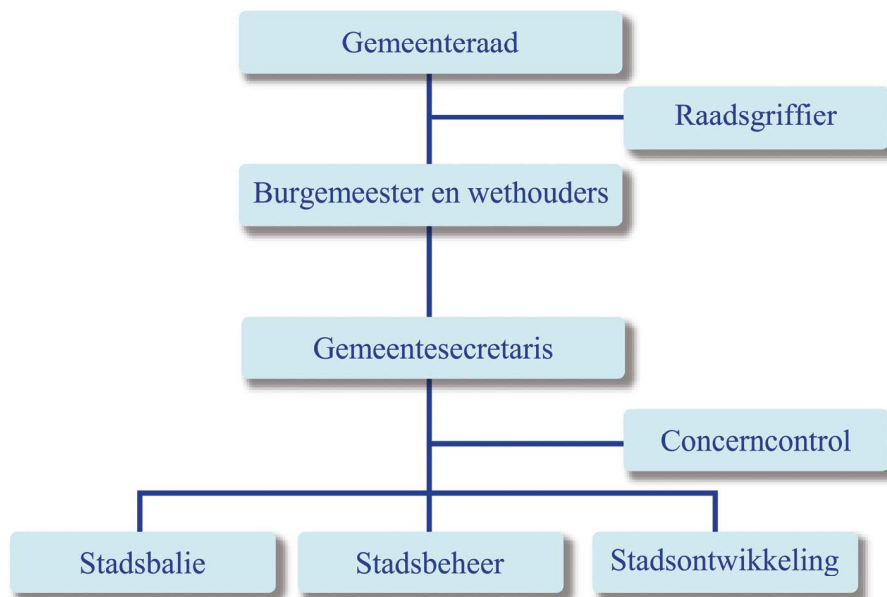 Gemeenteraad
Raadsgriffier
Burgemeester en wethouders
Gemeentesecretaris
Concerncontrol
Stadsbalie
Stadsbeheer
Stadsontwikkeling